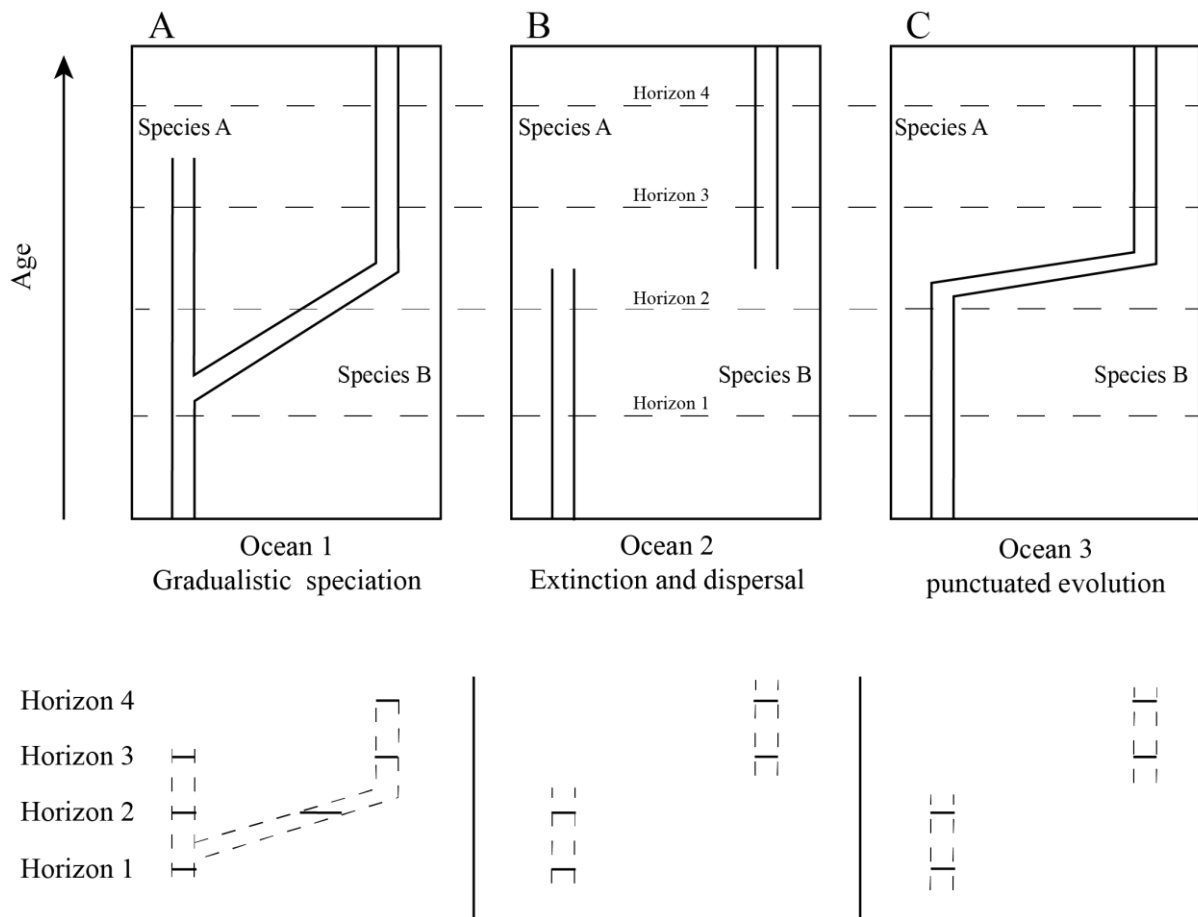 A
B
C
Age
Species A
Species B
Horizon 4
Species A
Horizon 3
Horizon 2
Species B
Horizon 1
Species A
Species B
Ocean 1
Gradualistic speciation
Ocean 2
Extinction and dispersal
Ocean 3
punctuated evolution
Horizon 4
Horizon 3
Horizon 2
Horizon 1